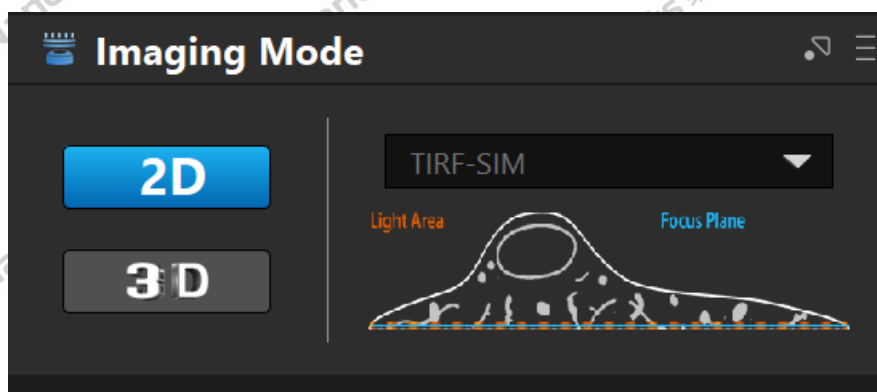 Imaging Mode
2D
TIRF-SIM
Light Area
Focus Plane
3D